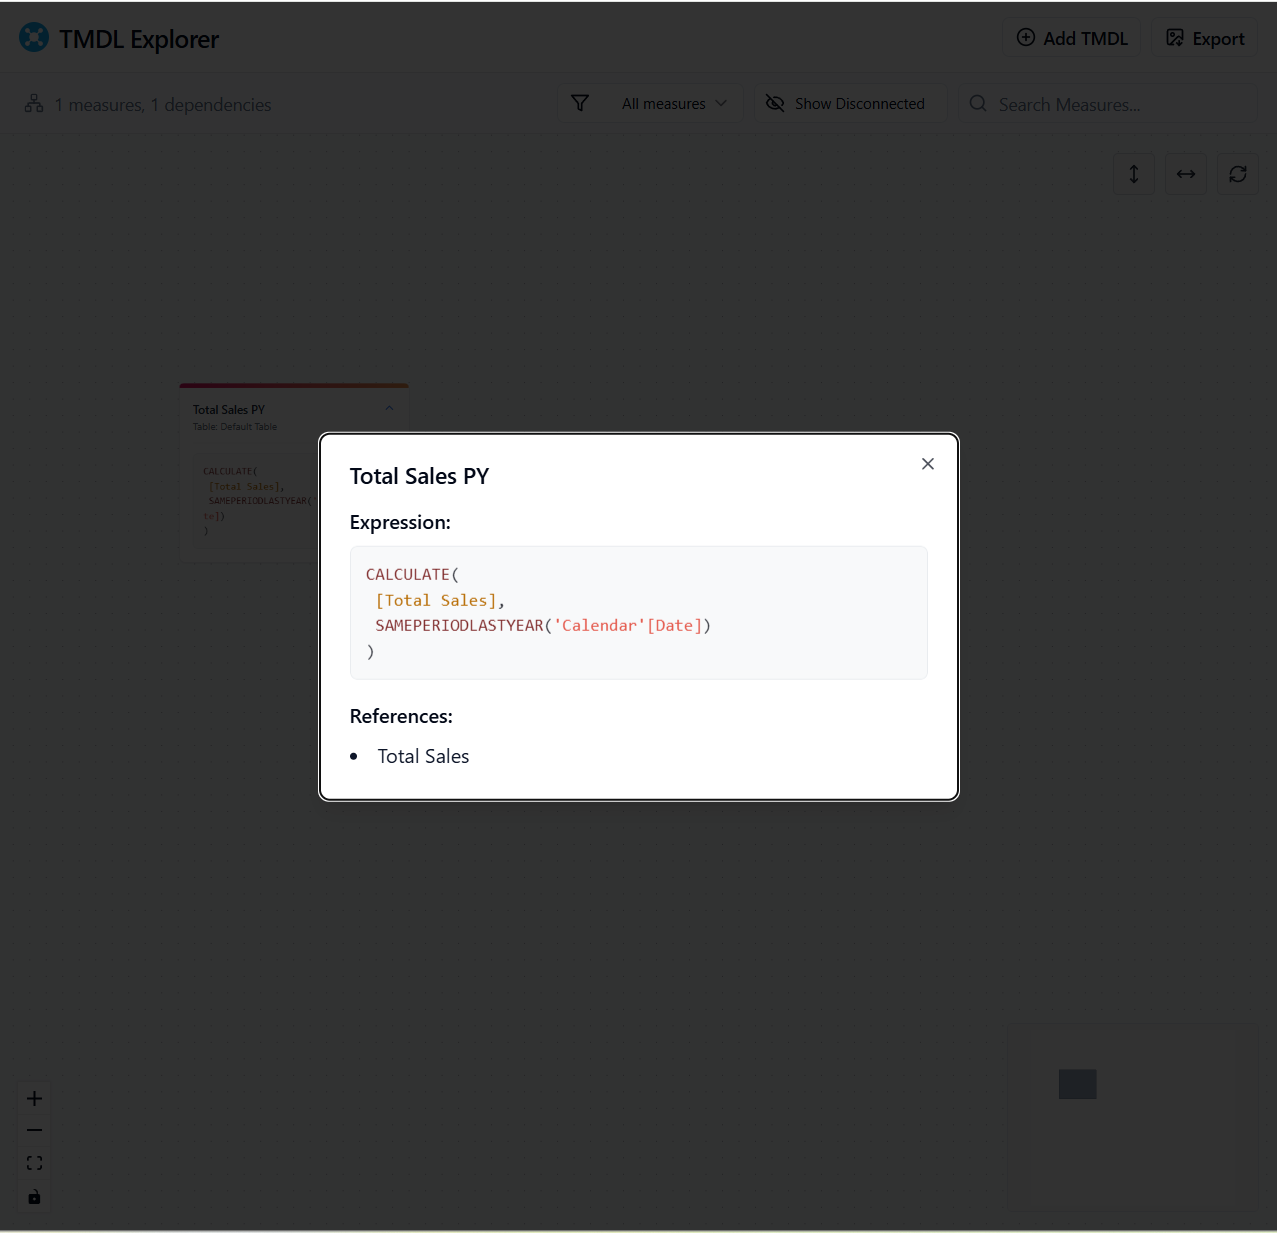 TMDL Explorer
Add TMDL
Export
1 measures, 1 dependencies
All measures
Show Disconnected
Search Measures...
Total Sales PY
Table: Default Table
CALCULATE(
[Total Sales],
SAMEPERIODLASTYEAR(
te])
)
Total Sales PY
Expression:
CALCULATE(
[Total Sales],
SAMEPERIODLASTYEAR('Calendar'[Date])
)
References:
• Total Sales